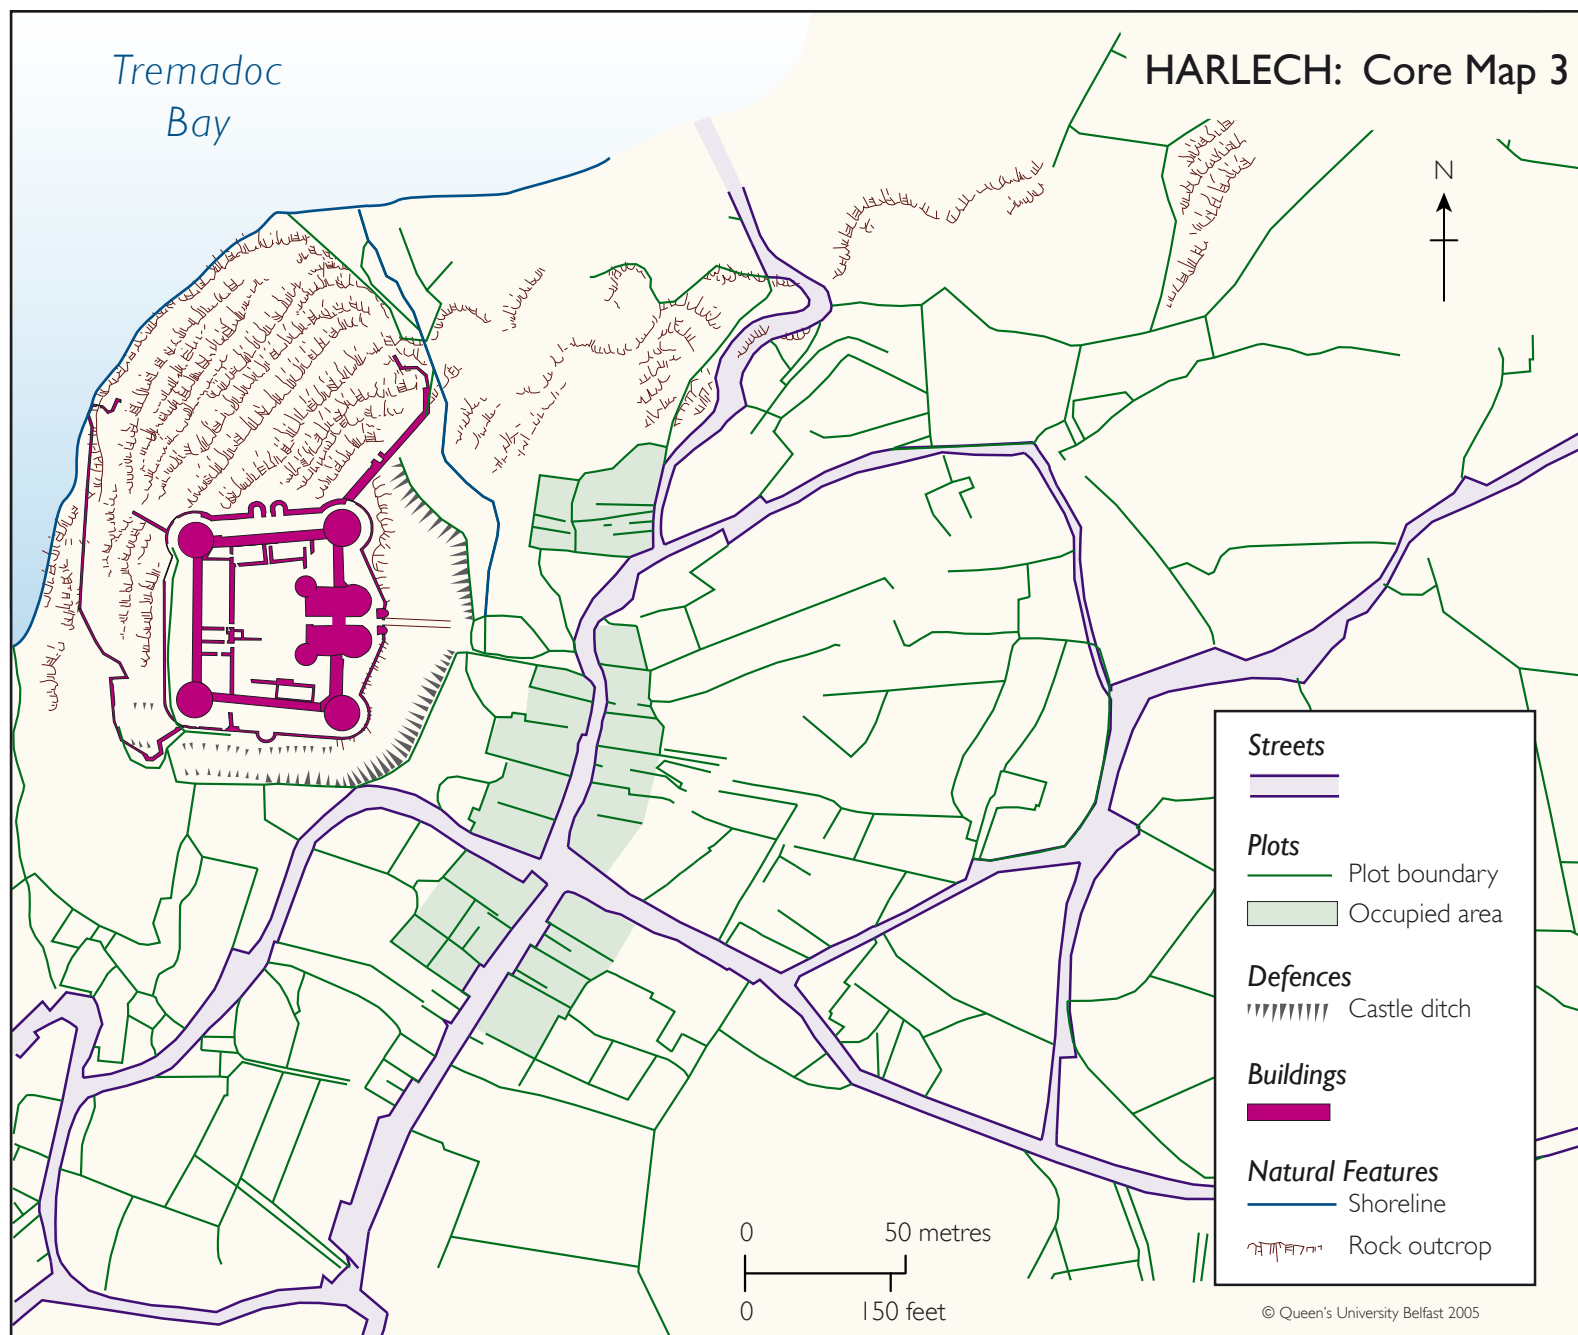 Tremadoc
Bay
HARLECH: Core Map 3
N
Streets
Plots
Plot boundary
Occupied area
Defences
Castle ditch
Buildings
Natural Features
Shoreline
Rock outcrop
0 50 metres
0 150 feet
© Queen's University Belfast 2005